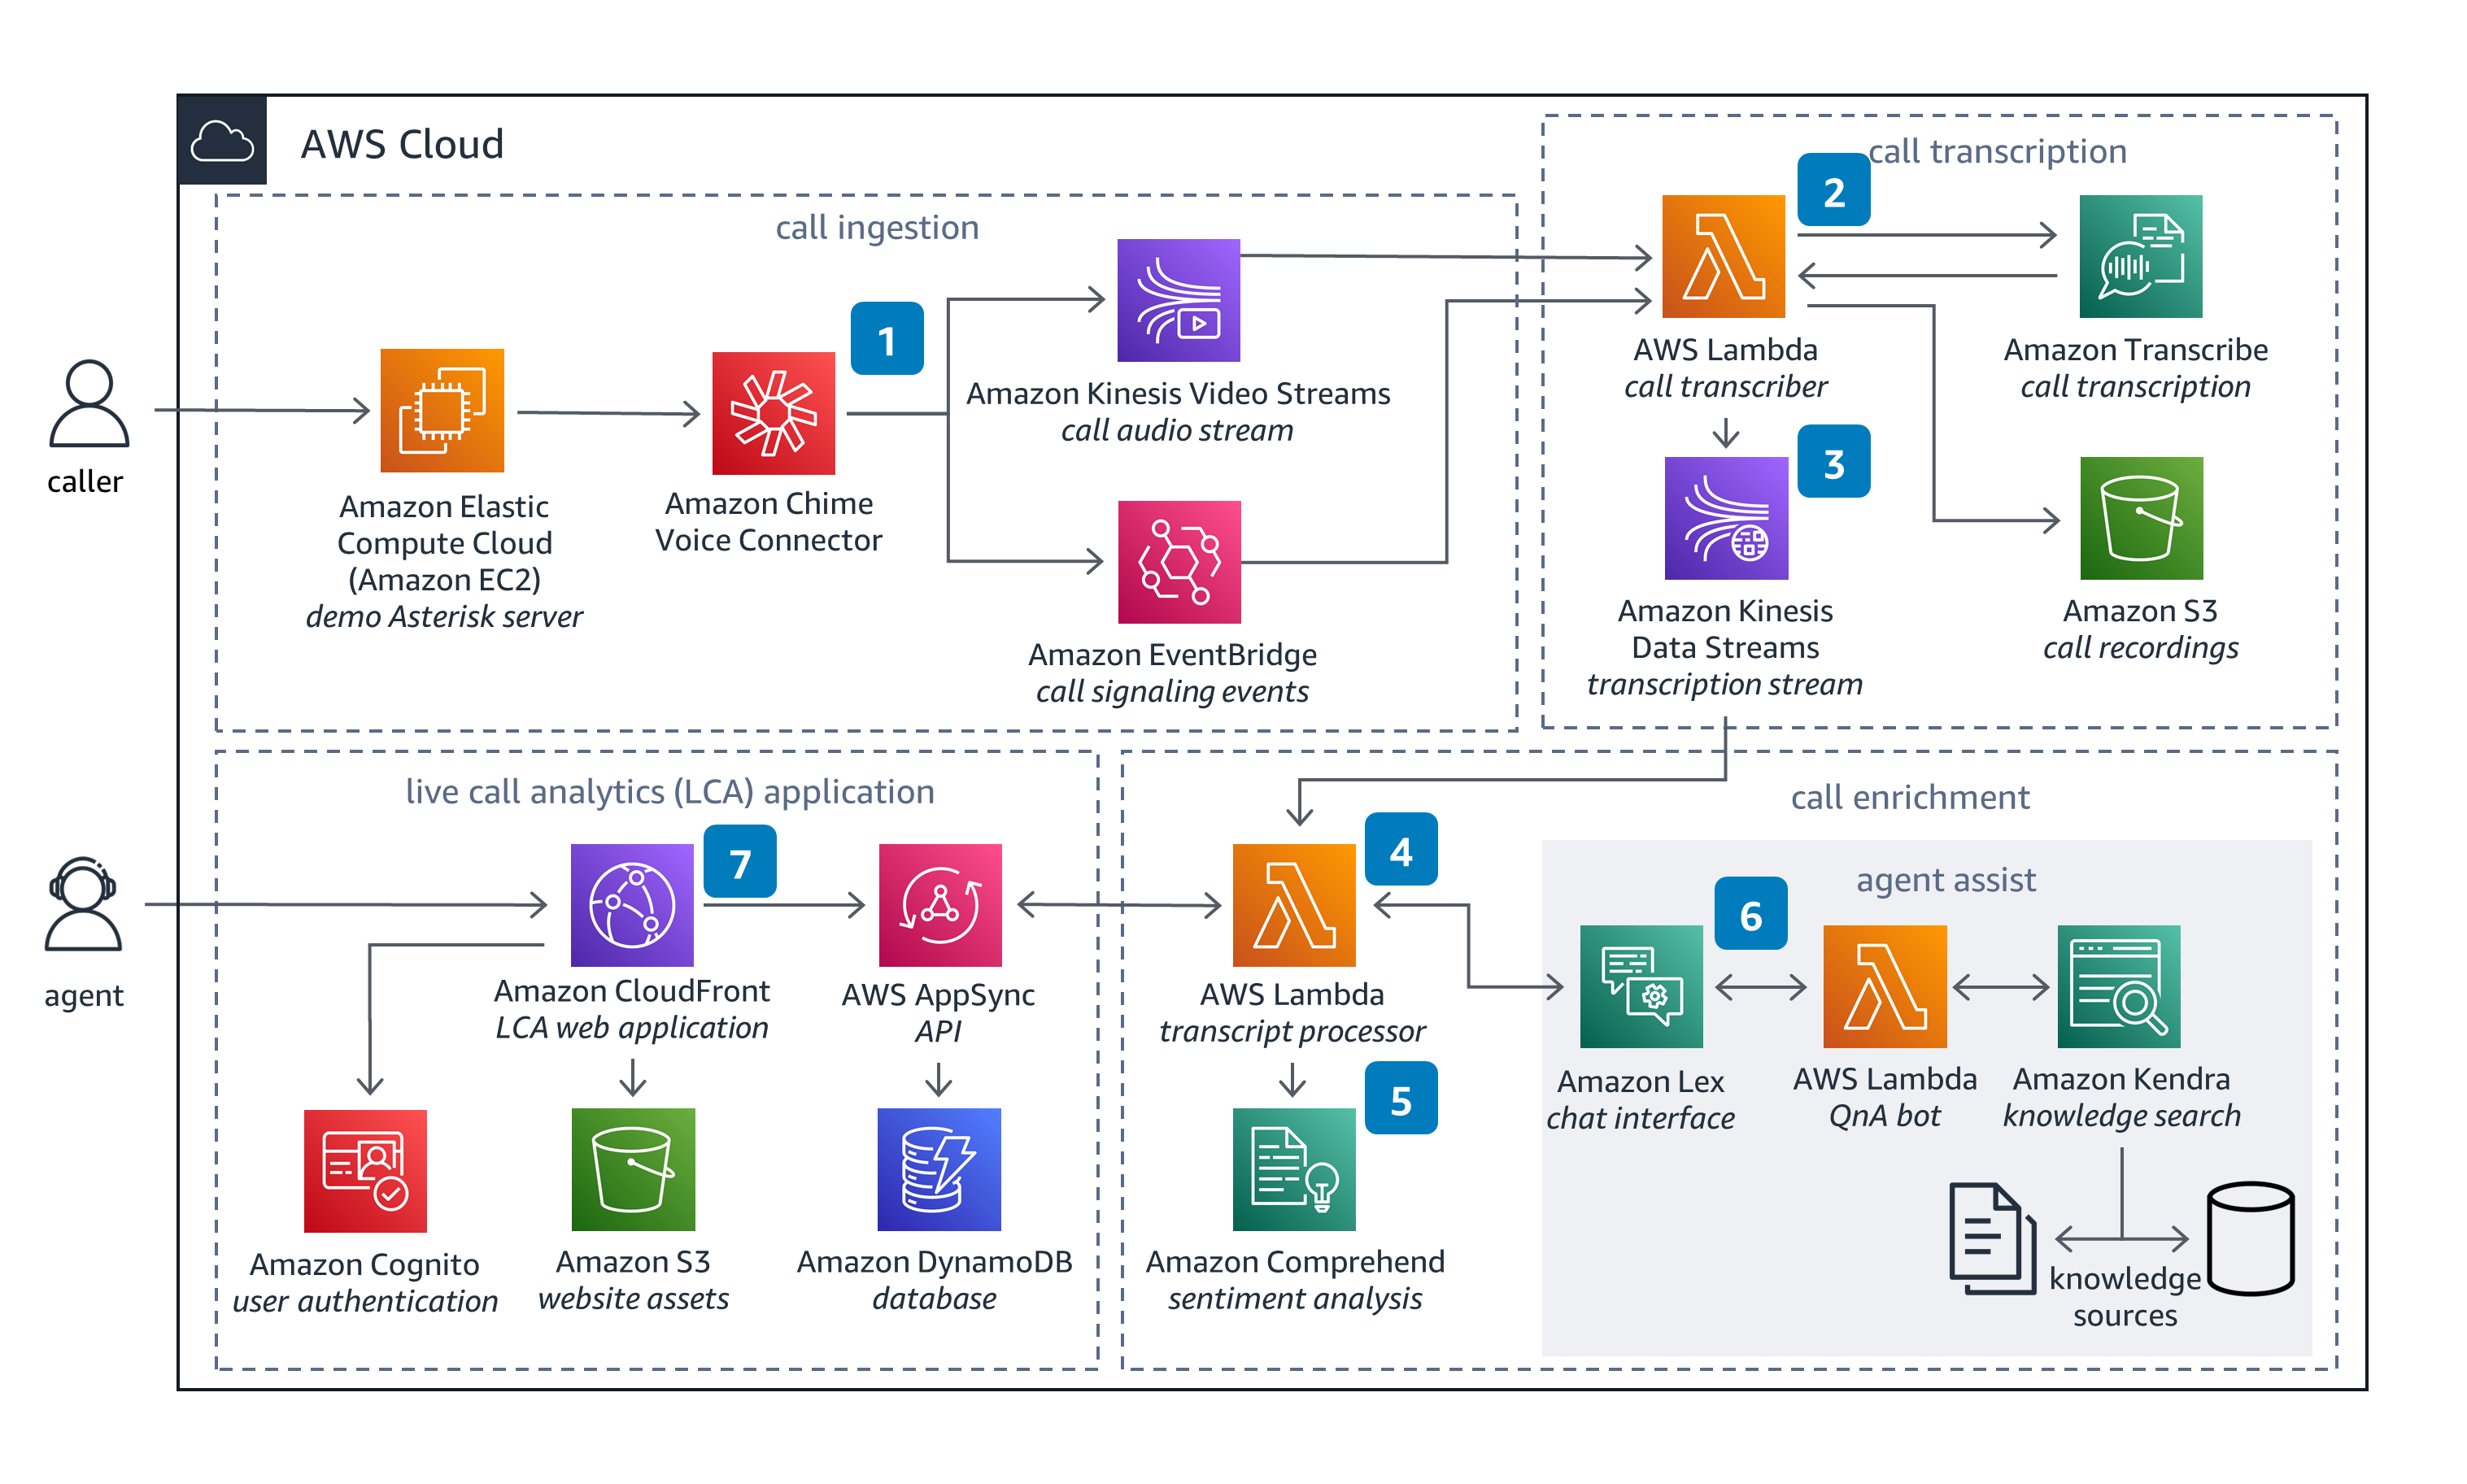 AWS Cloud
call ingestion
1
caller
Amazon Elastic
Compute Cloud
(Amazon EC2)
demo Asterisk server
Amazon Chime
Voice Connector
Amazon Kinesis Video Streams
call audio stream
Amazon EventBridge
call signaling events
call transcription
2
AWS Lambda
call transcriber
Amazon Transcribe
call transcription
3
Amazon Kinesis
Data Streams
transcription stream
Amazon S3
call recordings
live call analytics (LCA) application
7
agent
Amazon CloudFront
LCA web application
AWS AppSync
API
Amazon Cognito
user authentication
Amazon S3
website assets
Amazon DynamoDB
database
call enrichment
4
AWS Lambda
transcript processor
5
Amazon Comprehend
sentiment analysis
agent assist
6
Amazon Lex
chat interface
AWS Lambda
QnA bot
Amazon Kendra
knowledge search
knowledge
sources